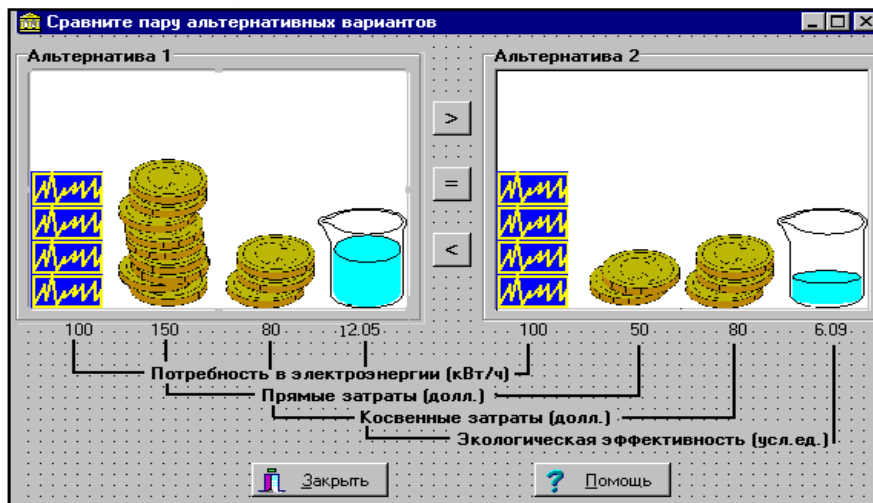 Сравните пару альтернативных вариантов
Альтернатива 1
Альтернатива 2
>
=
<
100 150 80 12.05 100 50 80 6.09
Потребность в электроэнергии (кВт/ч)
Прямые затраты (долл.)
Косвенные затраты (долл.)
Экологическая эффективность (усл.ед.)
Закрыть
? Помощь